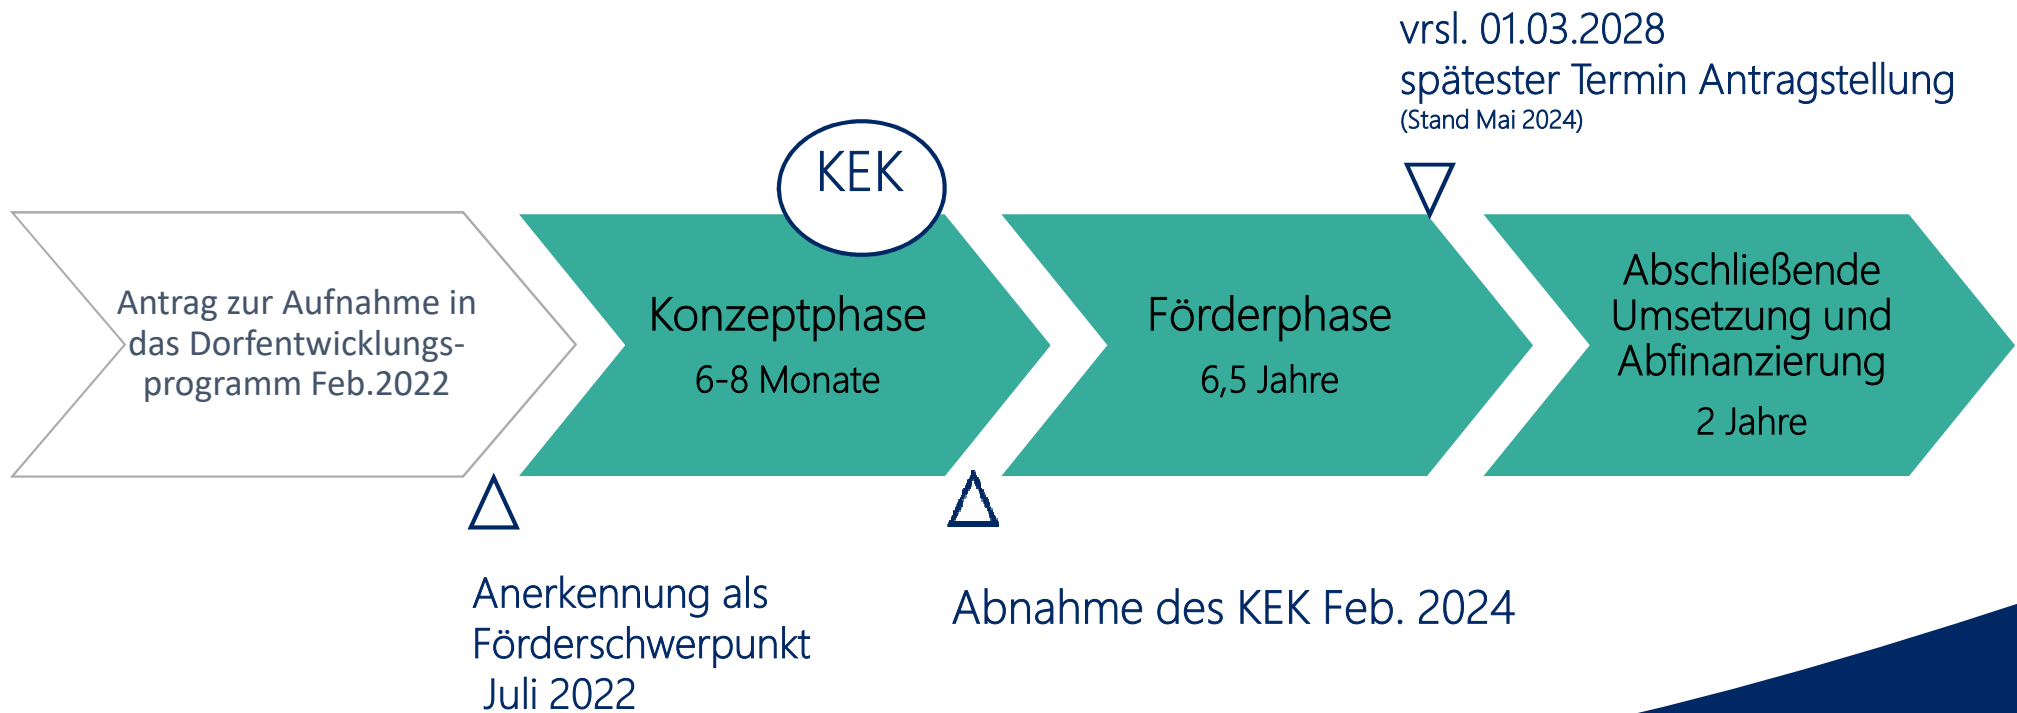 vrsl. 01.03.2028
spätester Termin Antragstellung
(Stand Mai 2024)
KEK
Antrag zur Aufnahme in
das Dorfentwicklungs-
programm Feb.2022
Konzeptphase
6-8 Monate
Förderphase
6,5 Jahre
Abschließende
Umsetzung und
Abfinanzierung
2 Jahre
Anerkennung als
Förderschwerpunkt
Juli 2022
Abnahme des KEK Feb. 2024